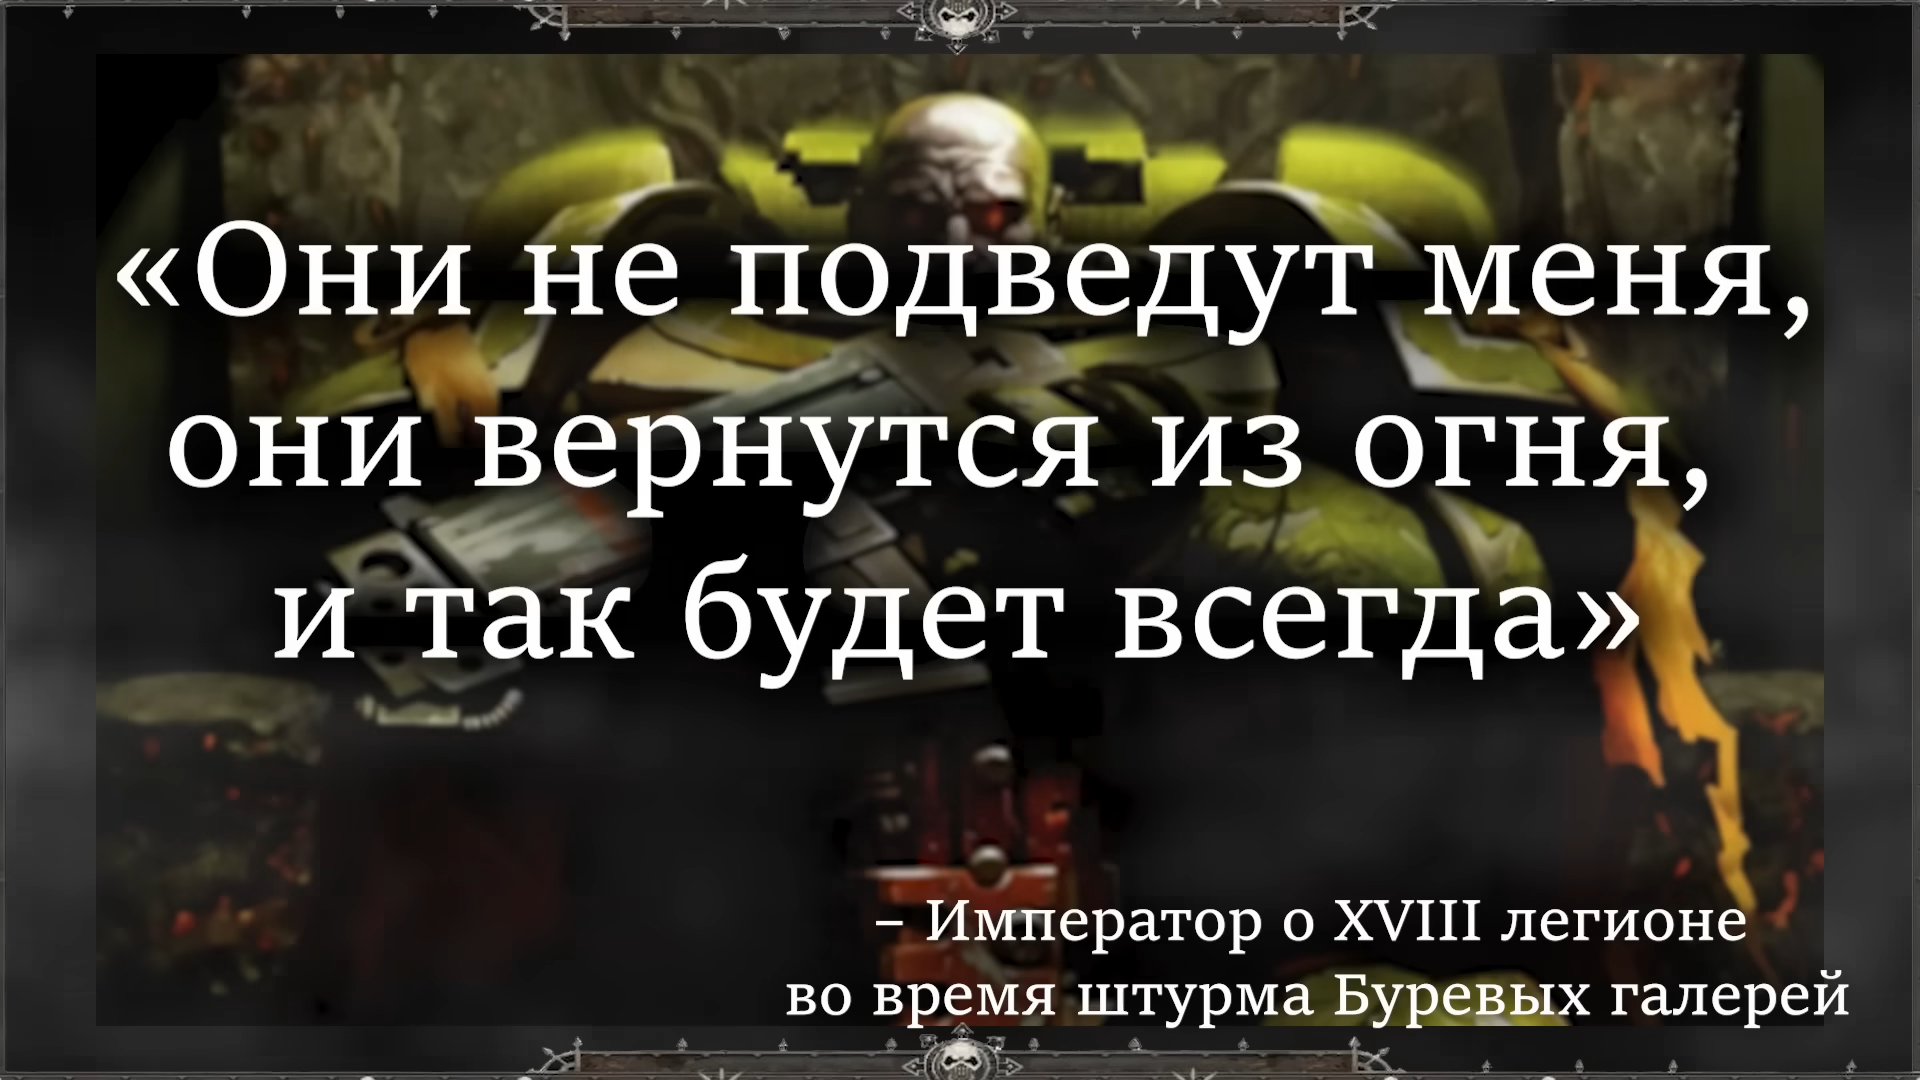 «Они не подведут меня,
они вернутся из огня,
и так будет всегда»
– Император о XVIII легионе
во время штурма Буревых галерей